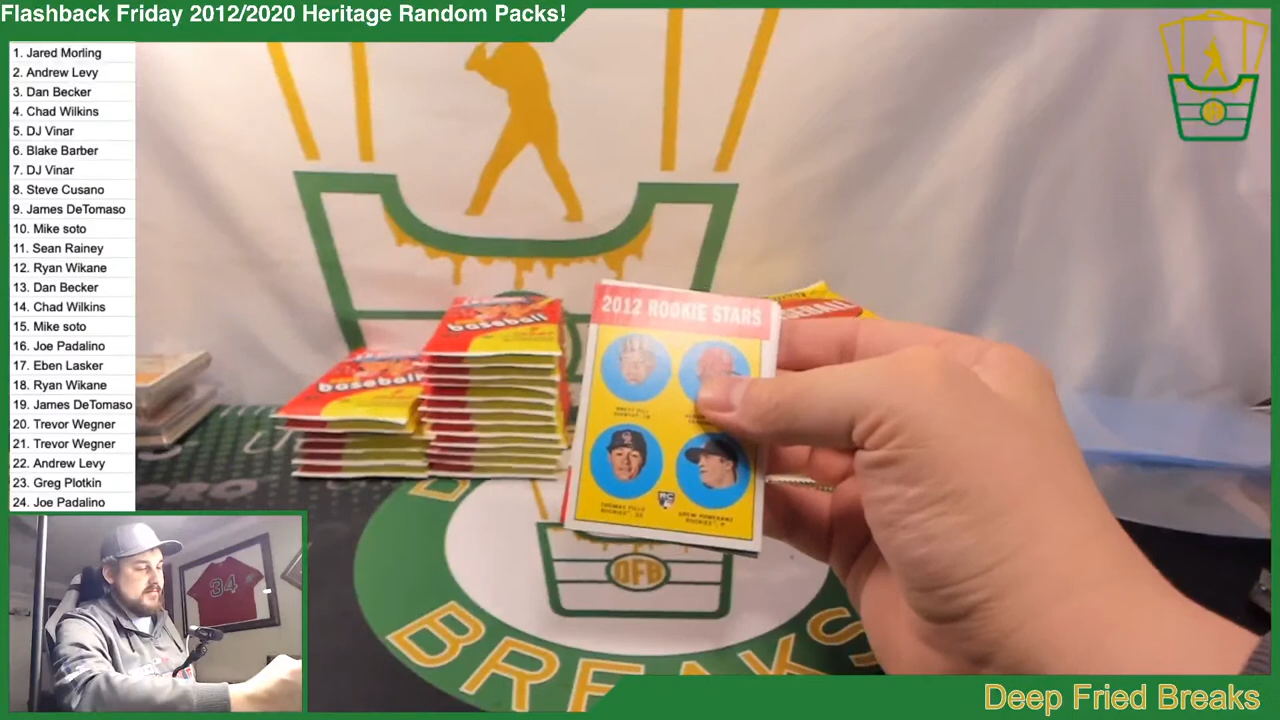 Flashback Friday 2012/2020 Heritage Random Packs!
1. Jared Morling
2. Andrew Levy
3. Dan Becker
4. Chad Wilkins
5. DJ Vinar
6. Blake Barber
7. DJ Vinar
8. Steve Cusano
9. James DeTomaso
10. Mike soto
11. Sean Rainey
12. Ryan Wikane
13. Dan Becker
14. Chad Wilkins
15. Mike soto
16. Joe Padalino
17. Eben Lasker
18. Ryan Wikane
19. James DeTomaso
20. Trevor Wegner
21. Trevor Wegner
22. Andrew Levy
23. Greg Plotkin
24. Joe Padalino
baseball
baseball
2012 ROOKIE STARS
RC
DFB
BREAKS
34
Deep Fried Breaks